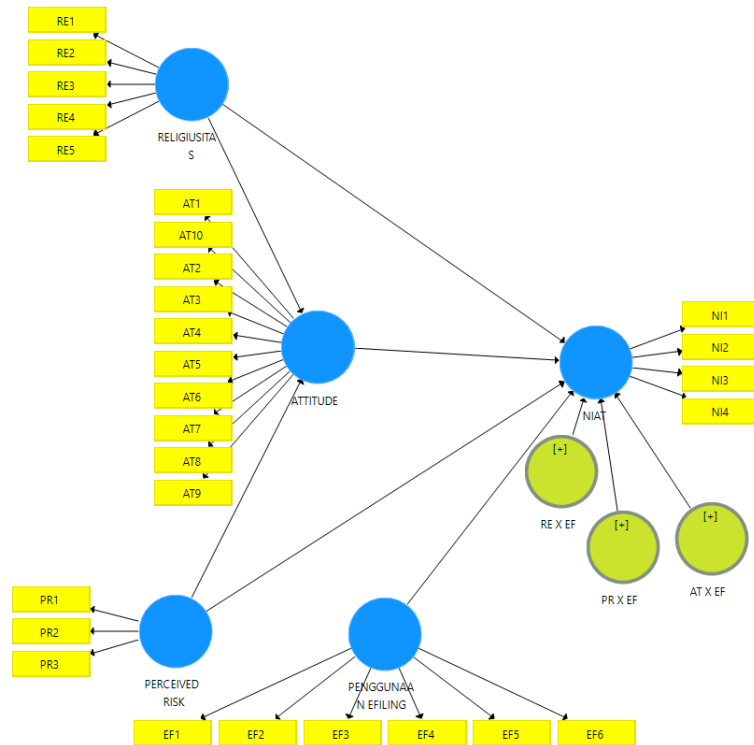 RE1
RE2
RE3
RE4
RE5
RELIGIUSITA
S
AT1
AT10
AT2
AT3
AT4
AT5
AT6
AT7
AT8
AT9
ATTITUDE
NI1
NI2
NI3
NI4
NIAT
[+]
RE X EF
[+]
PR X EF
[+]
AT X EF
PR1
PR2
PR3
PERCEIVED
RISK
PENGGUNAA
N EFILING
EF1
EF2
EF3
EF4
EF5
EF6